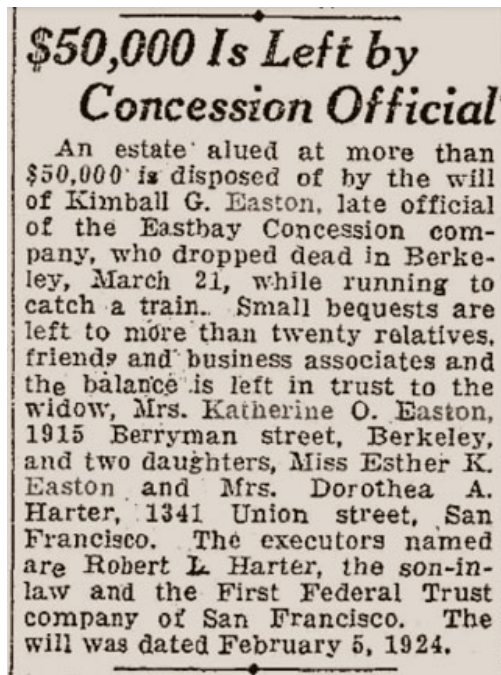 $50,000 Is Left by
Concession Official
An estate alued at more than
$50,000 is disposed of by the will
of Kimball G. Easton, late official
of the Eastbay Concession com-
pany, who dropped dead in Berke-
ley, March 21, while running to
catch a train. Small bequests are
left to more than twenty relatives,
friends and business associates and
the balance is left in trust to the
widow, Mrs. Katherine O. Easton,
1915 Berryman street, Berkeley,
and two daughters, Miss Esther K.
Easton and Mrs. Dorothea A.
Harter, 1341 Union street, San
Francisco. The executors named
are Robert L. Harter, the son-in-
law and the First Federal Trust
company of San Francisco. The
will was dated February 5, 1924.